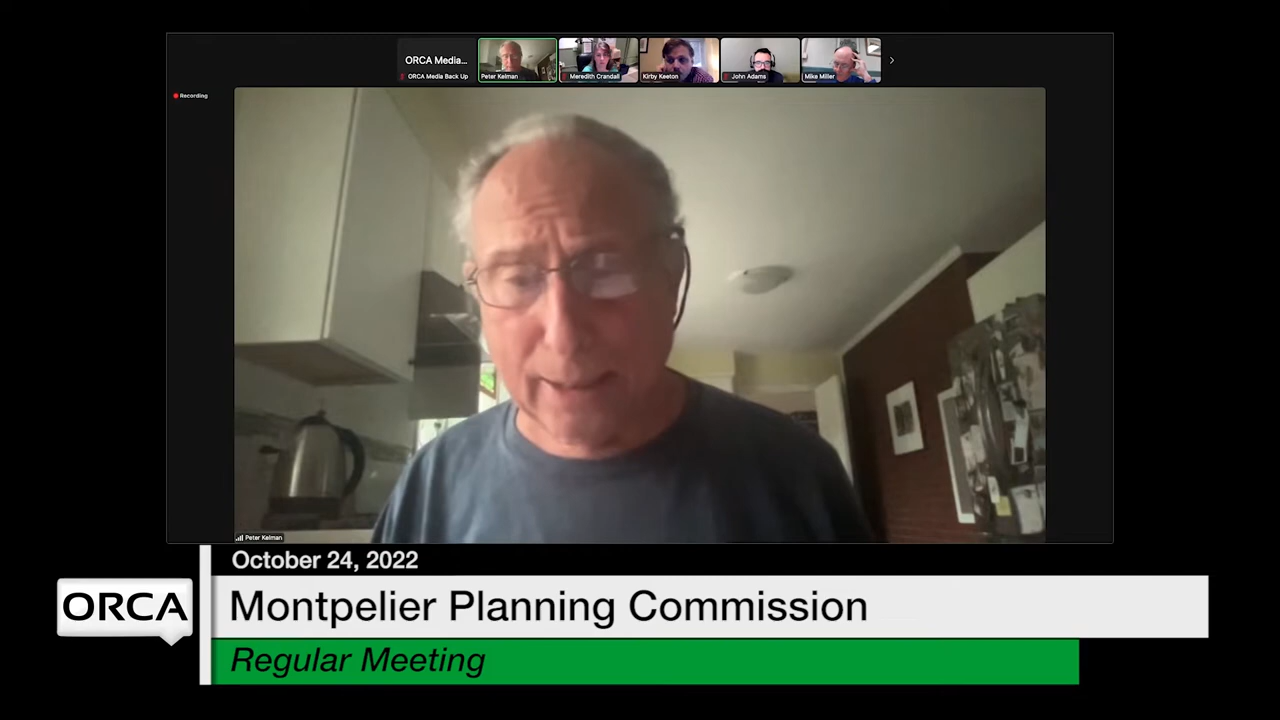 ORCA Media...
ORCA Media Back Up
Peter Kelman
Meredith Crandall
Kirby Keeton
John Adams
Mike Miller
Recording
Peter Kelman
October 24, 2022
ORCA
Montpelier Planning Commission
Regular Meeting